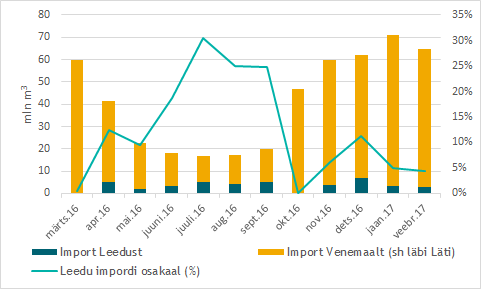 80 35%
70 30%
60 25%
50 20%
40 15%
30 10%
20 5%
10 0%
0
mln m³
märts.16 apr.16 mai.16 juuni.16 juuli.16 aug.16 sept.16 okt.16 nov.16 dets.16 jaan.17 veebr.17
Import Leedust Import Venemaalt (sh läbi Läti)
Leedu impordi osakaal (%)